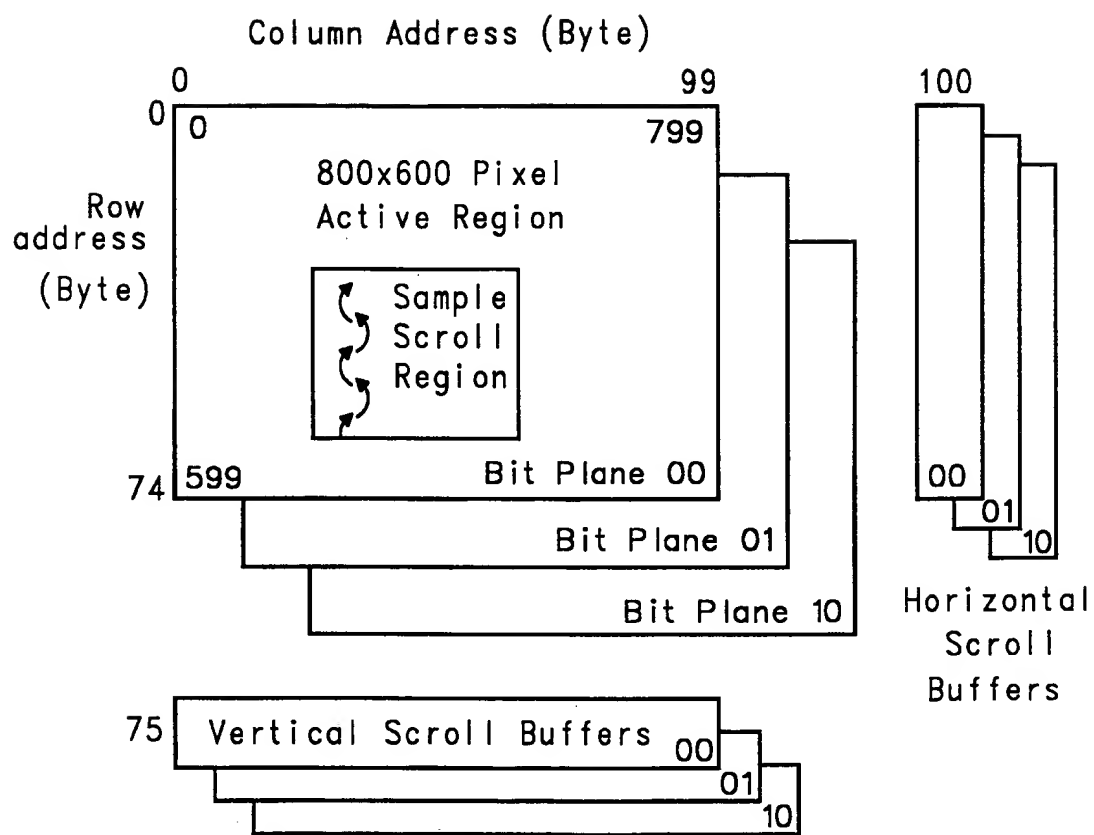 Column Address (Byte)
0 99 100
0
0 799
800x600 Pixel
Active Region
Row
address
(Byte)
Sample
Scroll
Region
74
599
Bit Plane 00
00
01
10
Bit Plane 01
Bit Plane 10
Horizontal
Scroll
Buffers
75
Vertical Scroll Buffers
00
01
10